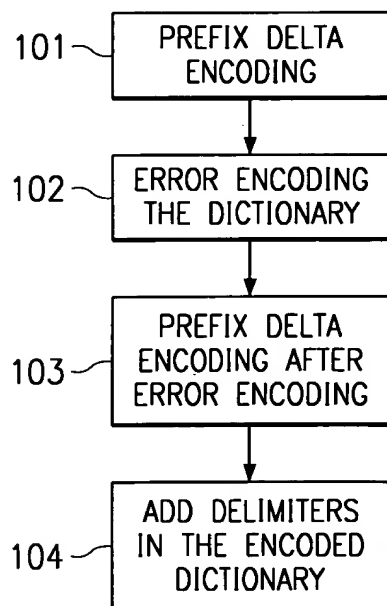 101
PREFIX DELTA
ENCODING
102
ERROR ENCODING
THE DICTIONARY
103
PREFIX DELTA
ENCODING AFTER
ERROR ENCODING
104
ADD DELIMITERS
IN THE ENCODED
DICTIONARY